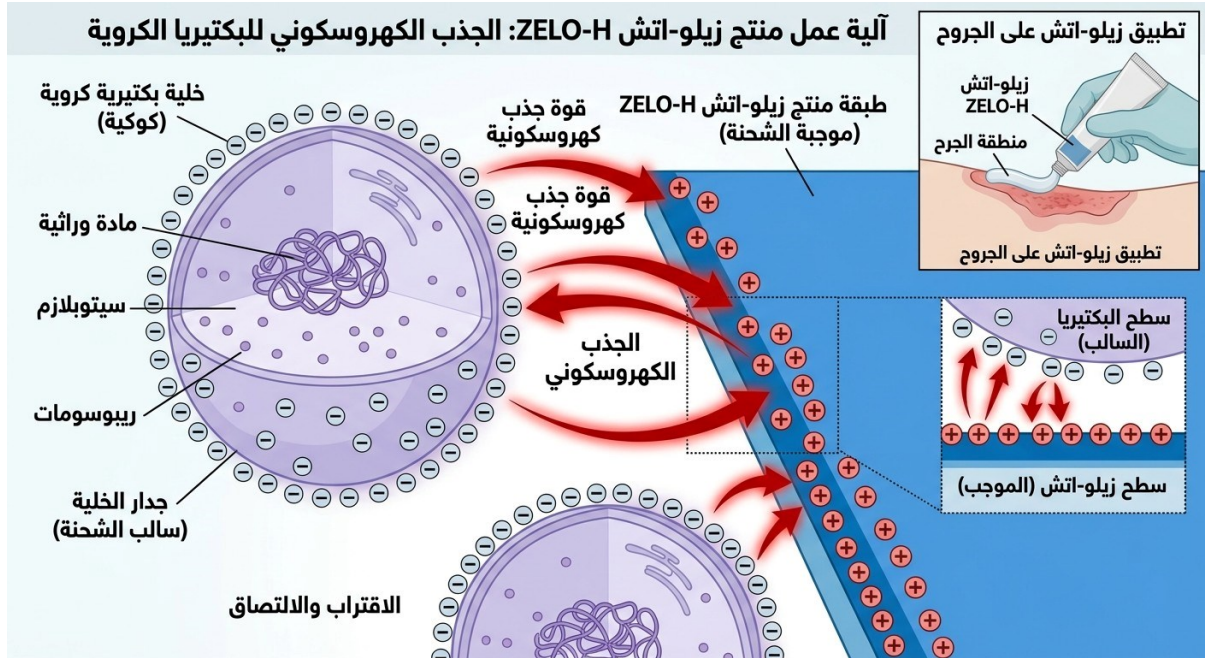 آلية عمل منتج زيلو-اتش ZELO-H: الجذب الكهروسكوني للبكتيريا الكروية
تطبيق زيلو-اتش على الجروح
زيلو-اتش
ZELO-H
منطقة الجرح
تطبيق زيلو-اتش على الجروح
خلية بكتيرية كروية
(كوكية)
مادة وراثية
سيتوبلازم
ريبوسومات
جدار الخلية
(سالب الشحنة)
قوة جذب
كهروسكونية
قوة جذب
كهروسكونية
الجذب
الكهروسكوني
طبقة منتج زيلو-اتش ZELO-H
(موجبة الشحنة)
سطح البكتيريا
(السالب)
سطح زيلو-اتش (الموجب)
الاقتراب والالتصاق